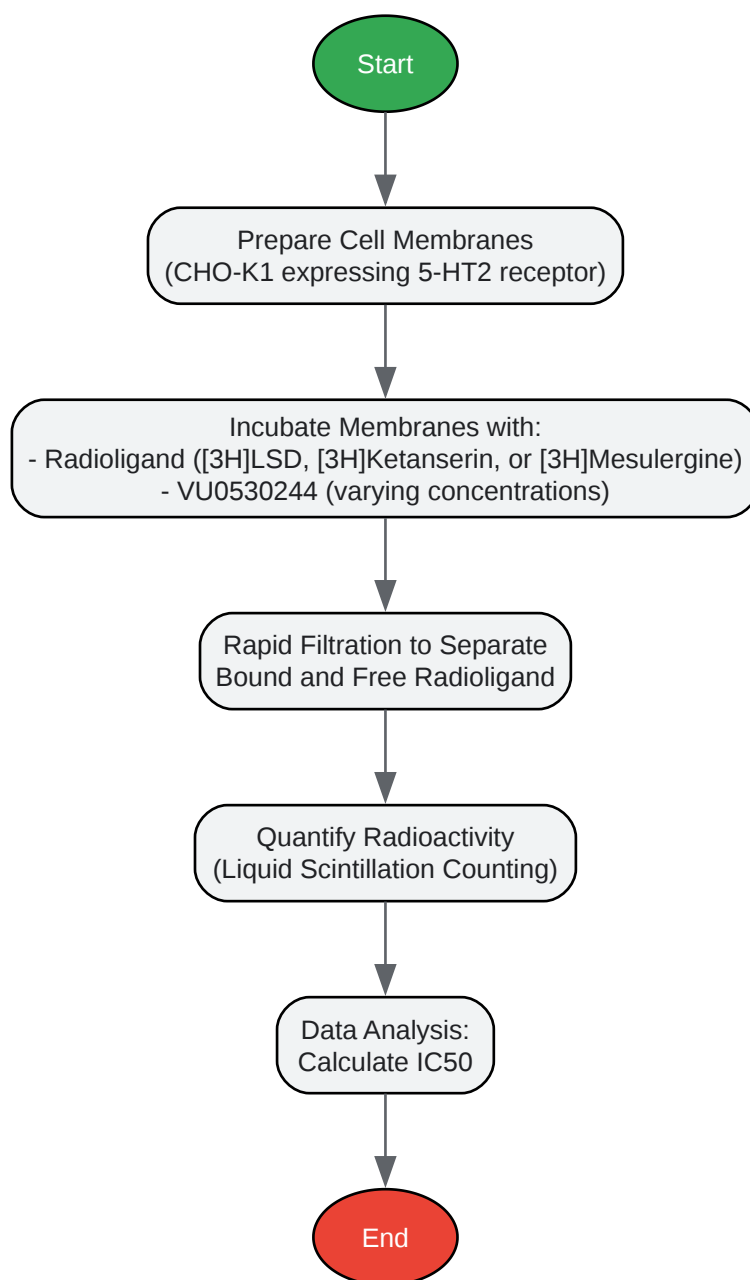 Start
Prepare Cell Membranes
(CHO-K1 expressing 5-HT2 receptor)
Incubate Membranes with:
- Radioligand ([3H]LSD, [3H]Ketanserin, or [3H]Mesulergine)
- VU0530244 (varying concentrations)
Rapid Filtration to Separate
Bound and Free Radioligand
Quantify Radioactivity
(Liquid Scintillation Counting)
Data Analysis:
Calculate IC50
End